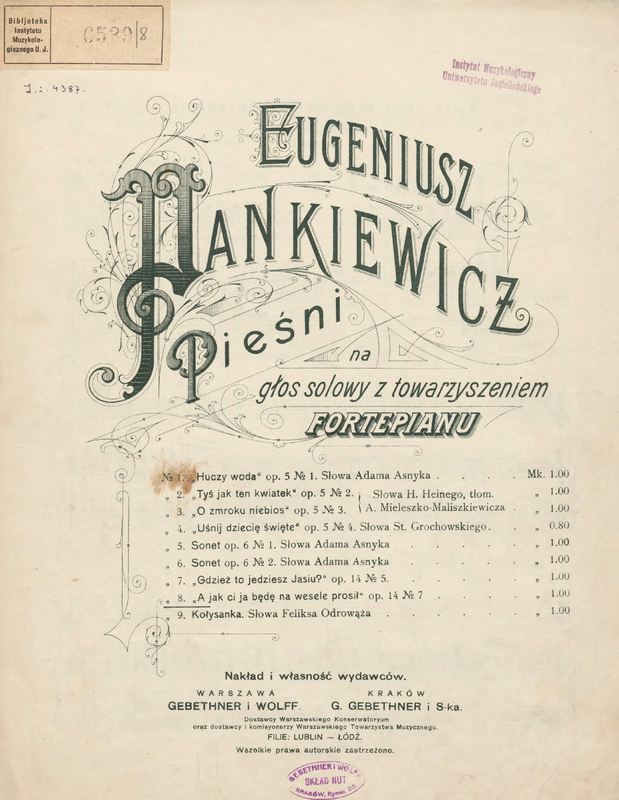 Bibljoteka
Instytutu
Muzykolo-
gicznego U. J.
6539/8
J.:. 4387.
Instytut Muzykologiczny
Uniwersytetu Jagiellońskiego
EUGENIUSZ
PANKIEWICZ
Pieśni
na
głos solowy z towarzyszeniem
FORTEPIANU
№ 1. „Huczy woda“ op. 5 № 1. Słowa Adama Asnyka . . . . Mk. 1.00
„ 2. „Tyś jak ten kwiatek“ op. 5 № 2. Słowa H. Heinego, tłom. „ 1.00
„ 3. „O zmroku niebios“ op. 5 № 3. A. Mieleszko-Maliszkiewicza . „ 1.00
„ 4. „Uśnij dziecię święte“ op. 5 № 4. Słowa St. Grochowskiego . „ 0.80
„ 5. Sonet op. 6 № 1. Słowa Adama Asnyka . . . . . „ 1.00
„ 6. Sonet op. 6 № 2. Słowa Adama Asnyka . . . . . „ 1.00
„ 7. „Gdzież to jedziesz Jasiu?“ op. 14 № 5. . . . . . „ 1.00
„ 8. „A jak ci ja będę na wesele prosił“ op. 14 № 7 . . . . „ 1.00
„ 9. Kołysanka. Słowa Feliksa Odrowąża . . . . . . „ 1.00
Nakład i własność wydawców.
WARSZAWA KRAKÓW
GEBETHNER i WOLFF. G. GEBETHNER i S-ka.
Dostawcy Warszawskiego Konserwatoryum
oraz dostawcy i komisyonerzy Warszawskiego Towarzystwa Muzycznego.
FILIE: LUBLIN — ŁÓDŹ.
Wszelkie prawa autorskie zastrzeżone.
GEBETHNER I WOLFF
SKŁAD NUT
KRAKÓW, Rynek 23.